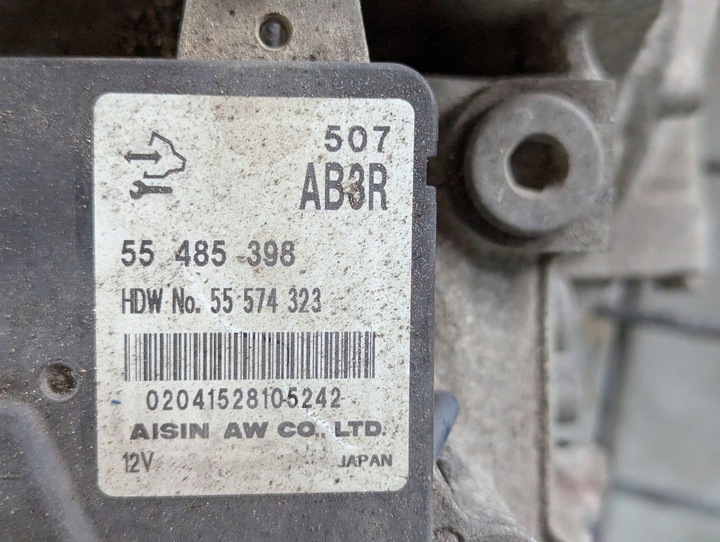 507
AB3R
55 485 398
HDW No. 55 574 323
02041528105242
AISIN AW CO., LTD.
12V JAPAN